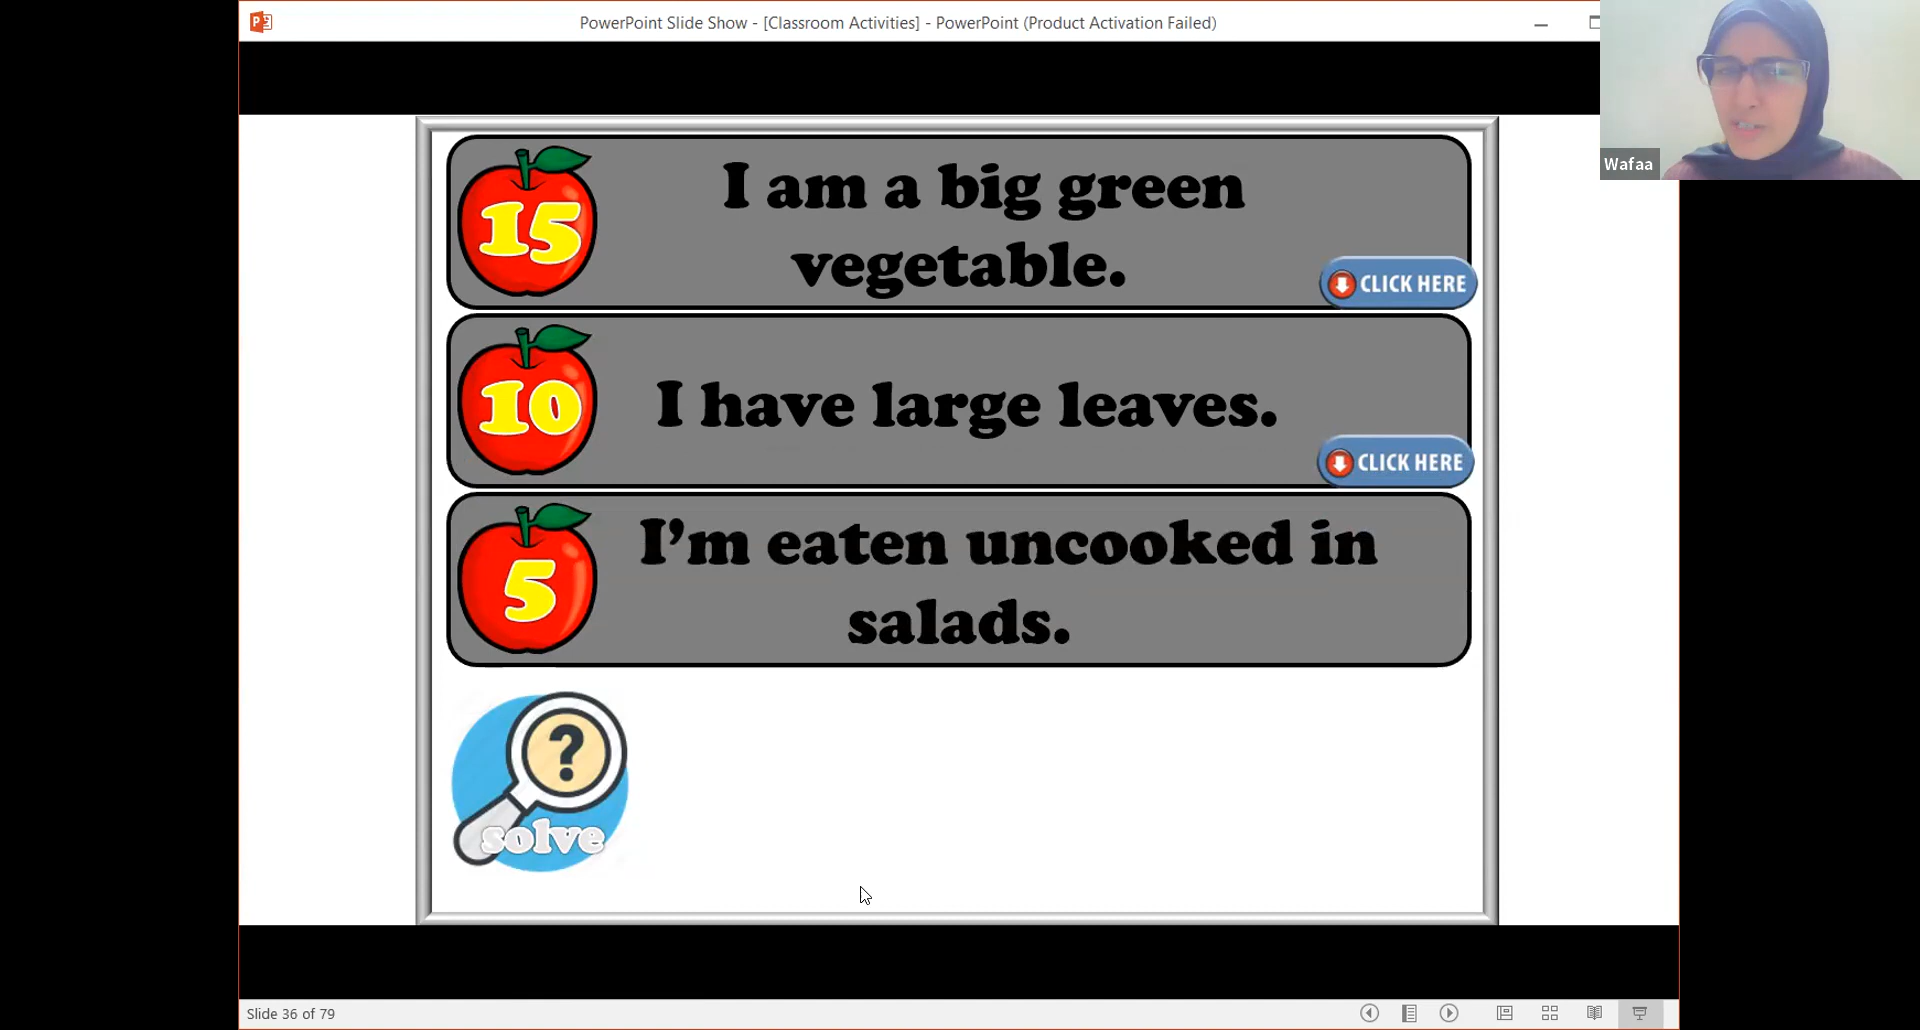 PowerPoint Slide Show - [Classroom Activities] - PowerPoint (Product Activation Failed)
Wafaa
15
I am a big green
vegetable.
CLICK HERE
10
I have large leaves.
CLICK HERE
5
I’m eaten uncooked in
salads.
?
solve
Slide 36 of 79